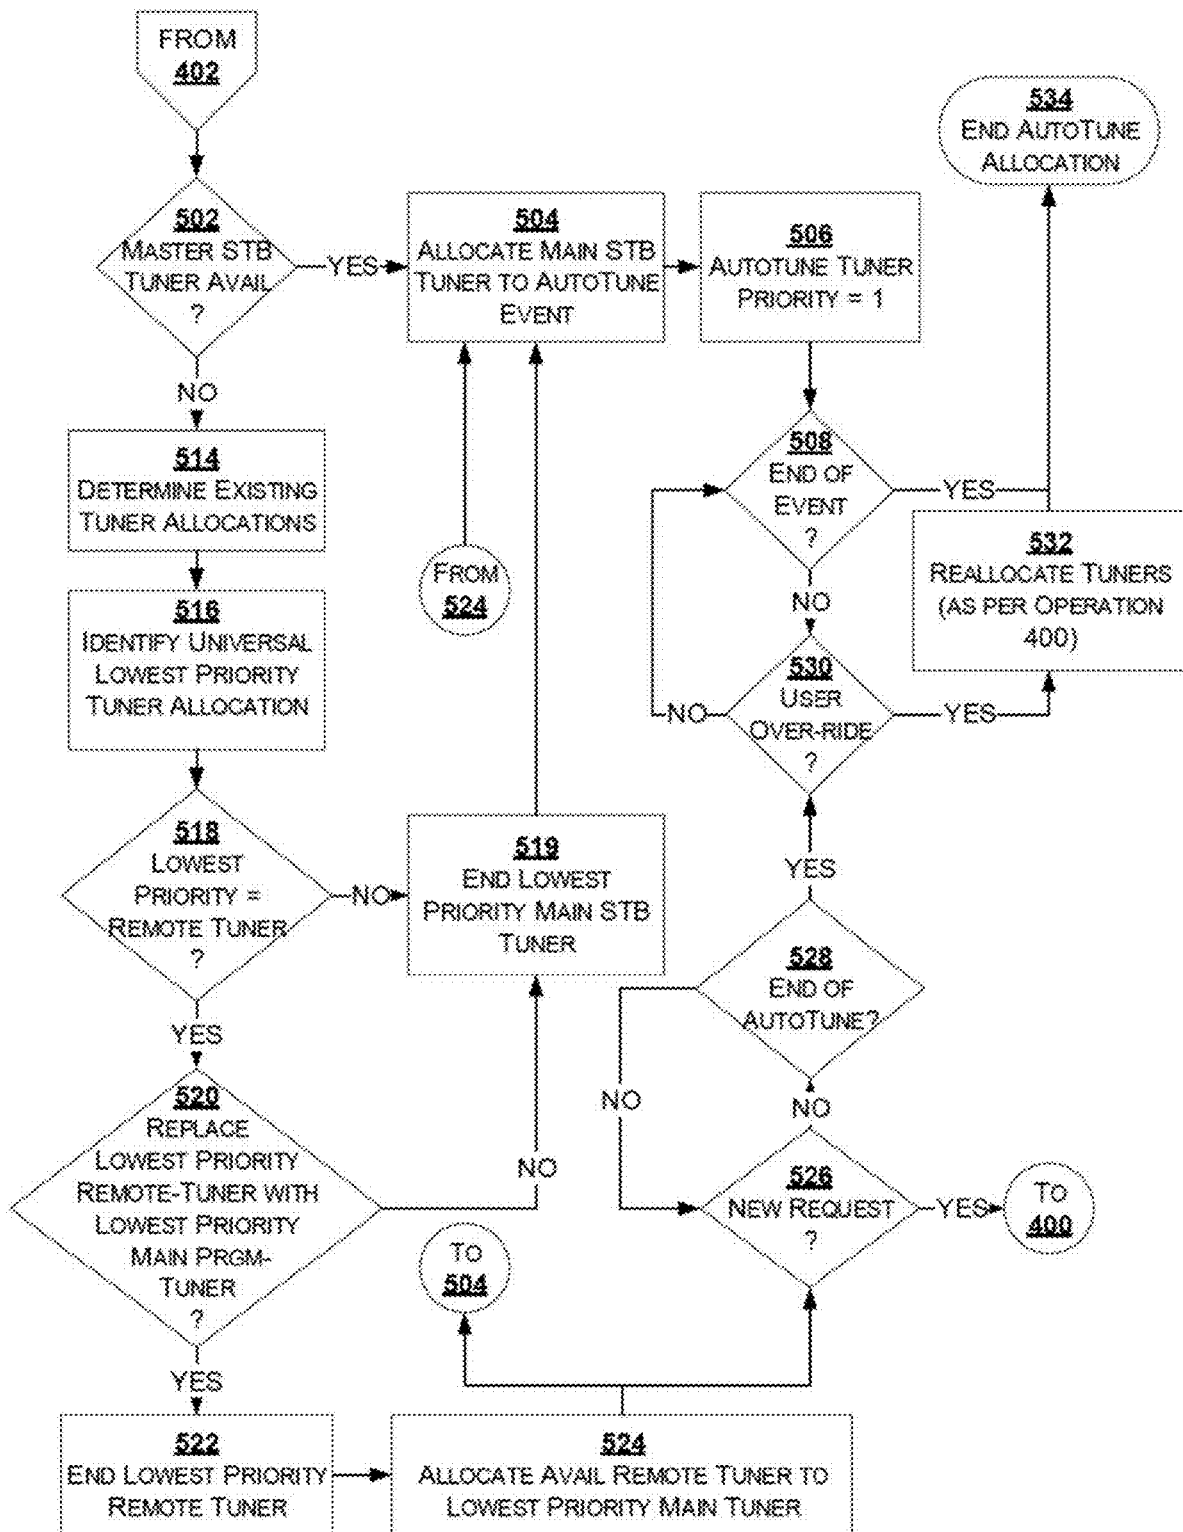 FROM
402
534
END AUTOTUNE
ALLOCATION
502
MASTER STB
TUNER AVAIL
?
YES
504
ALLOCATE MAIN STB
TUNER TO AUTOTUNE
EVENT
506
AUTOTUNE TUNER
PRIORITY = 1
NO
514
DETERMINE EXISTING
TUNER ALLOCATIONS
FROM
524
508
END OF
EVENT
?
YES
NO
532
REALLOCATE TUNERS
(AS PER OPERATION
400)
516
IDENTIFY UNIVERSAL
LOWEST PRIORITY
TUNER ALLOCATION
530
USER
OVER-RIDE
?
NO
YES
518
LOWEST
PRIORITY =
REMOTE TUNER
?
NO
519
END LOWEST
PRIORITY MAIN STB
TUNER
YES
528
END OF
AUTOTUNE?
NO
NO
YES
520
REPLACE
LOWEST PRIORITY
REMOTE-TUNER WITH
LOWEST PRIORITY
MAIN PRGM-
TUNER
?
NO
526
NEW REQUEST
?
YES
TO
400
TO
504
YES
522
END LOWEST PRIORITY
REMOTE TUNER
524
ALLOCATE AVAIL REMOTE TUNER TO
LOWEST PRIORITY MAIN TUNER